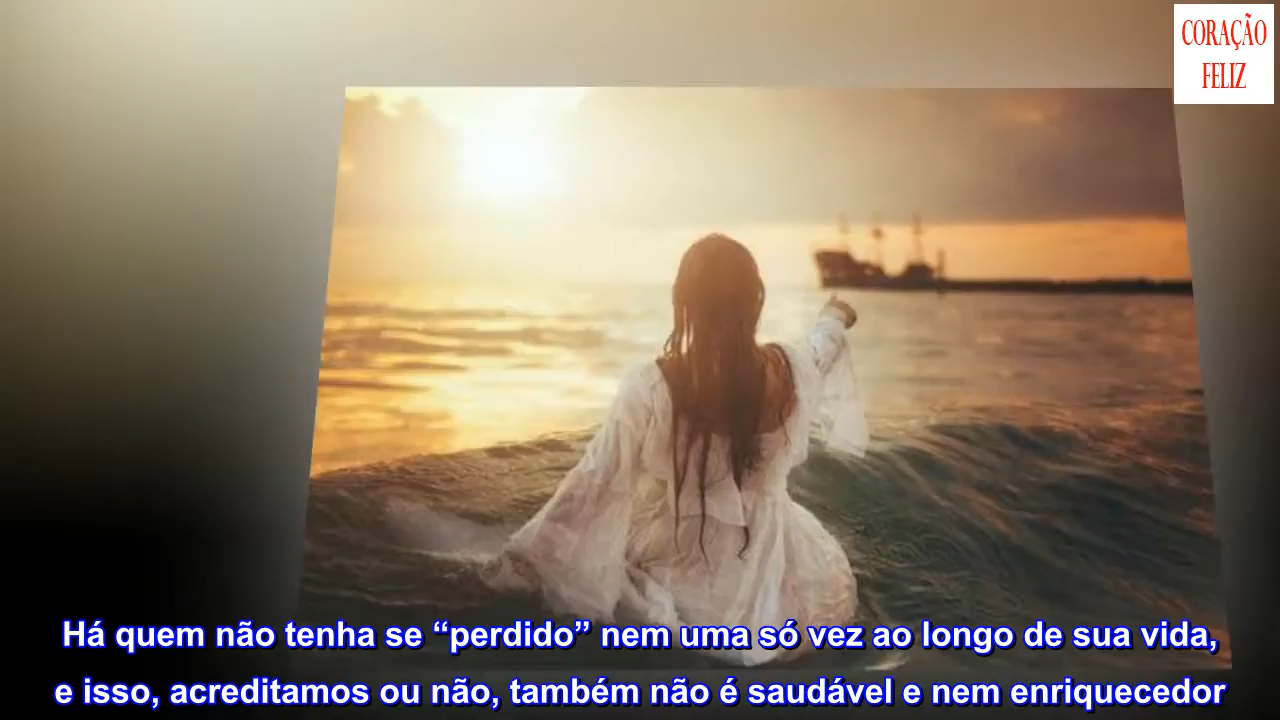 CORAÇÃO
FELIZ
Há quem não tenha se “perdido” nem uma só vez ao longo de sua vida,
e isso, acreditamos ou não, também não é saudável e nem enriquecedor